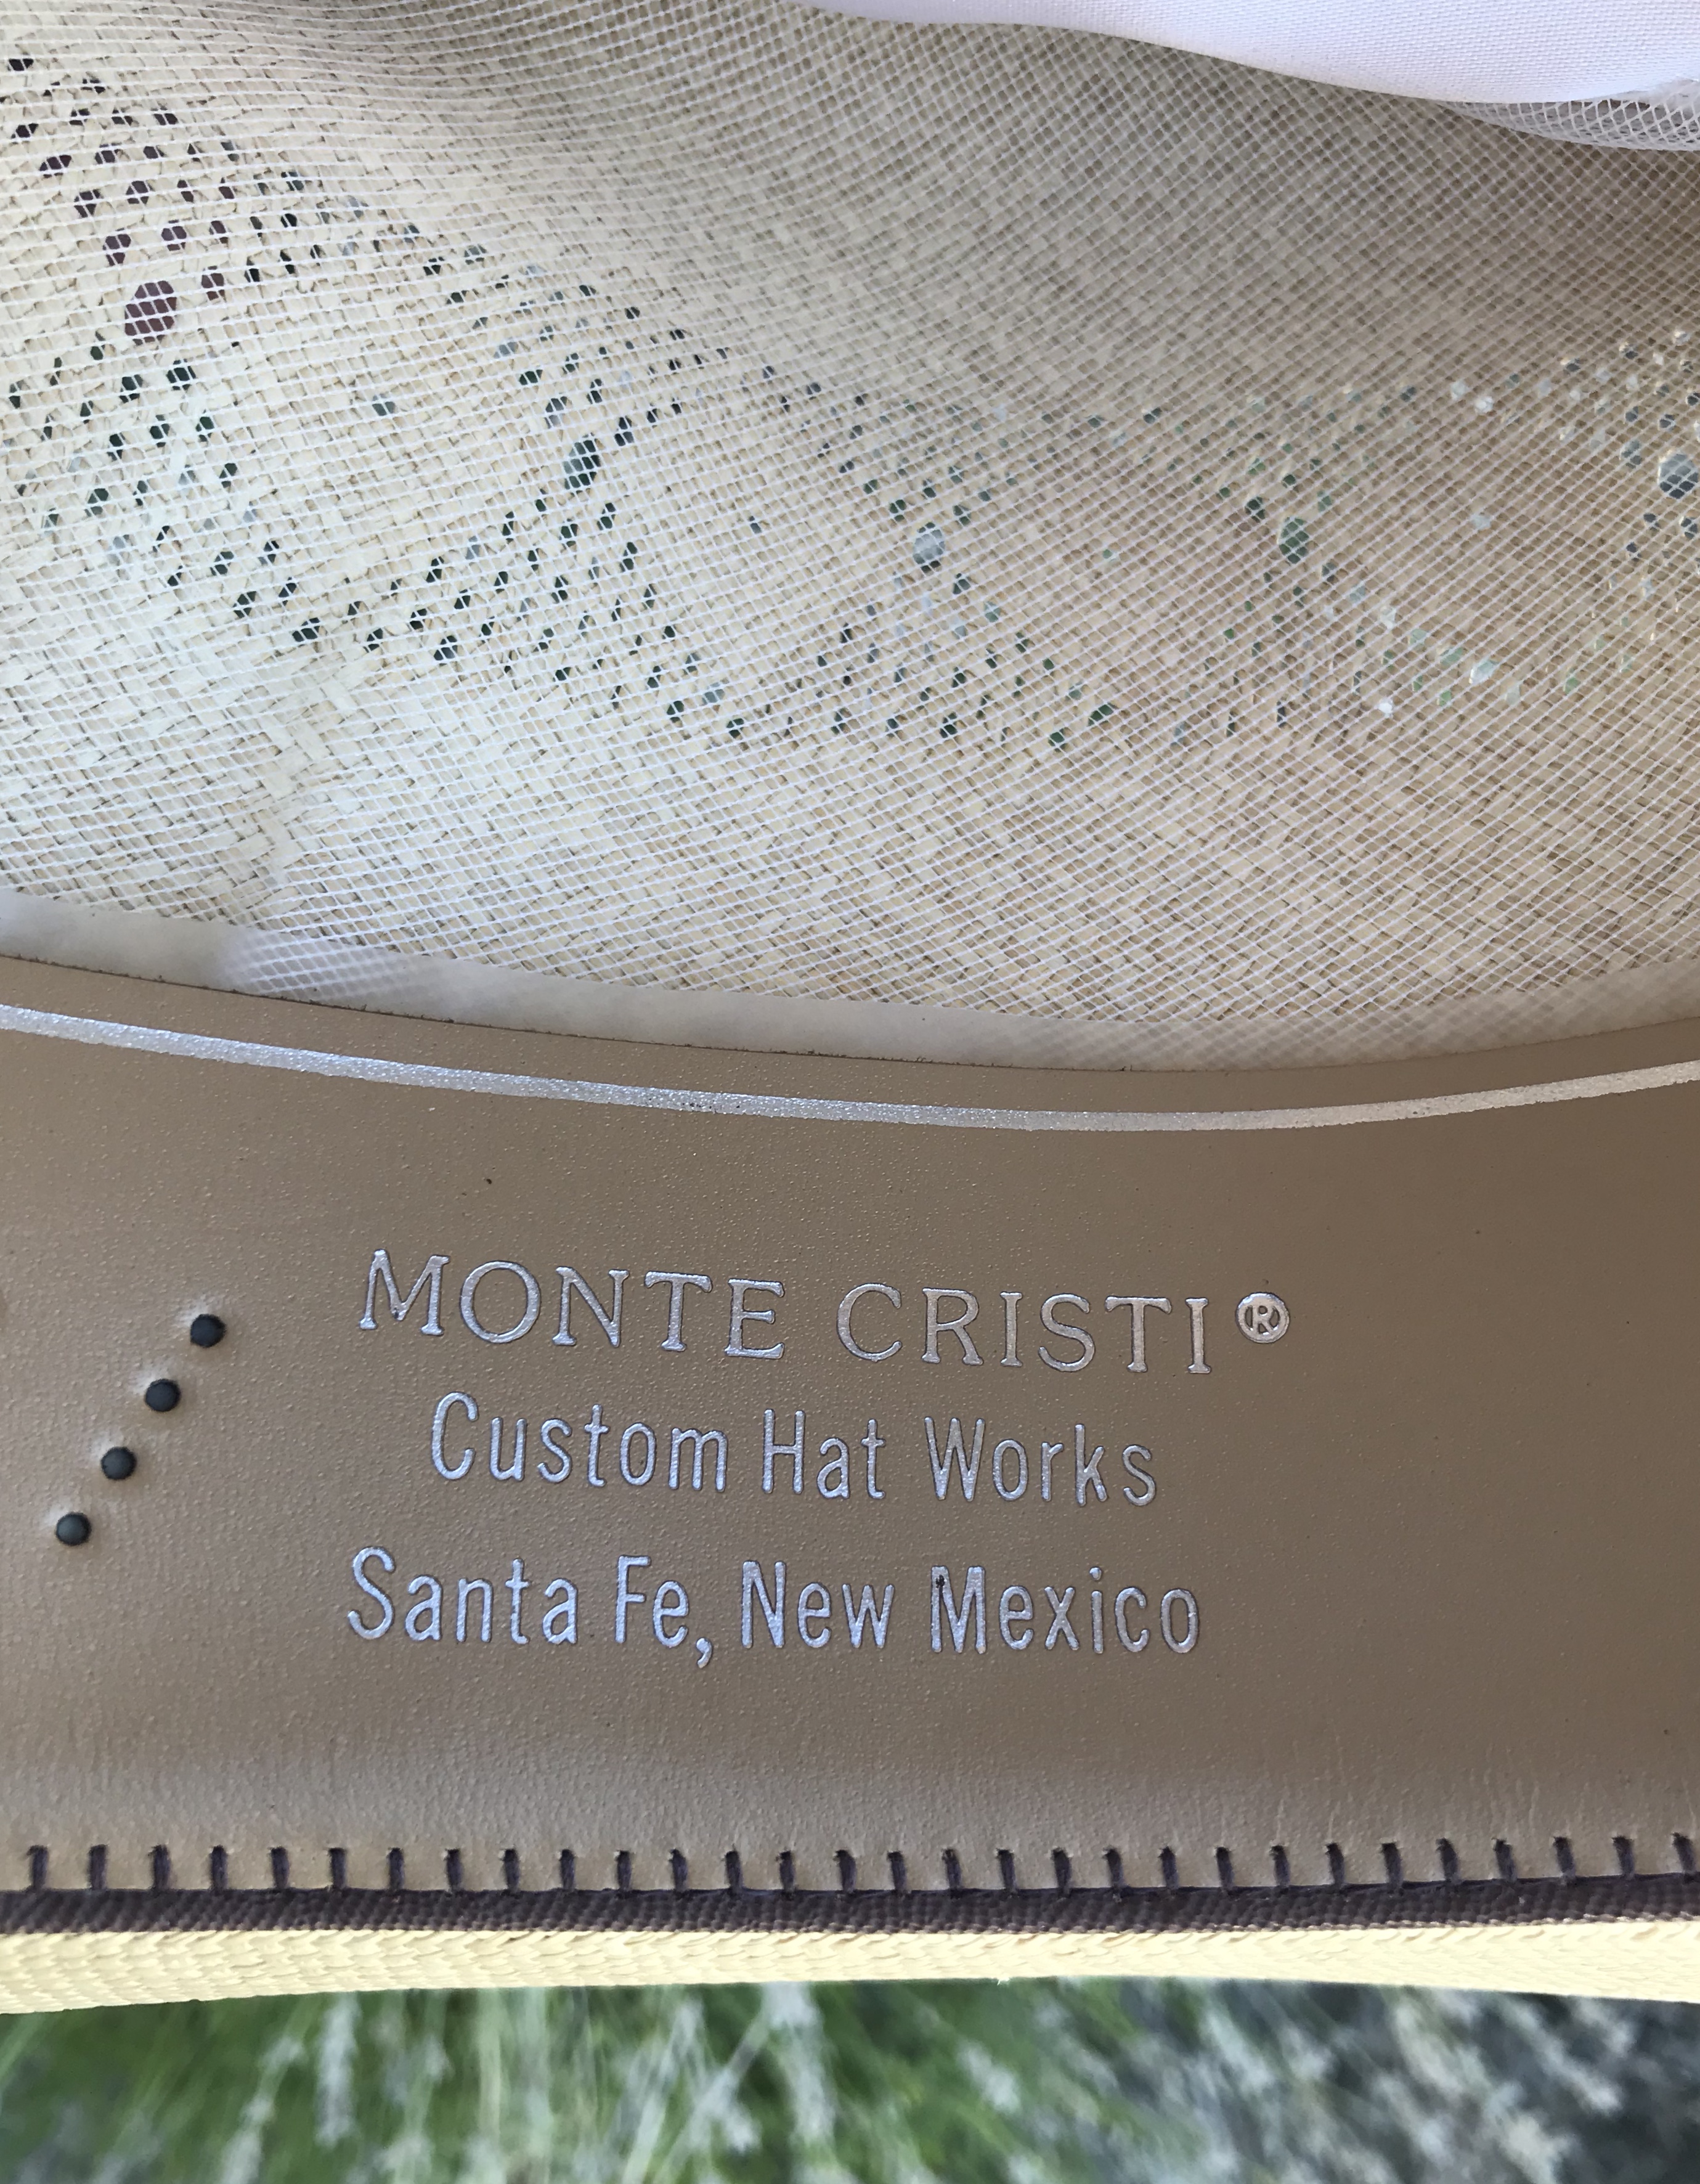 MONTE CRISTI®
Custom Hat Works
Santa Fe, New Mexico